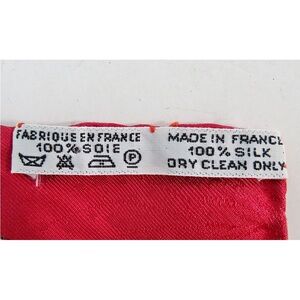 FABRIQUE EN FRANCE
100% SOIE
P
MADE IN FRANCE
100% SILK
DRY CLEAN ONLY